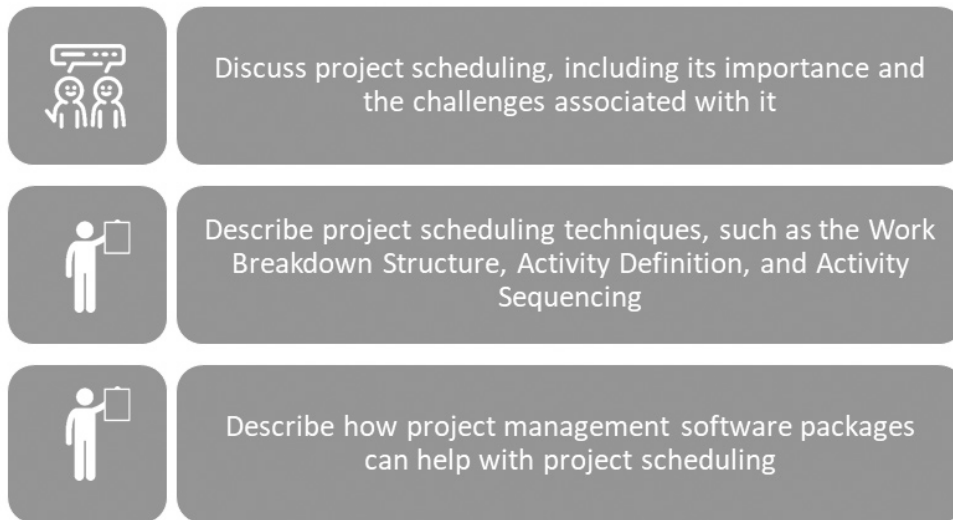 Discuss project scheduling, including its importance and
the challenges associated with it
Describe project scheduling techniques, such as the Work
Breakdown Structure, Activity Definition, and Activity
Sequencing
Describe how project management software packages
can help with project scheduling